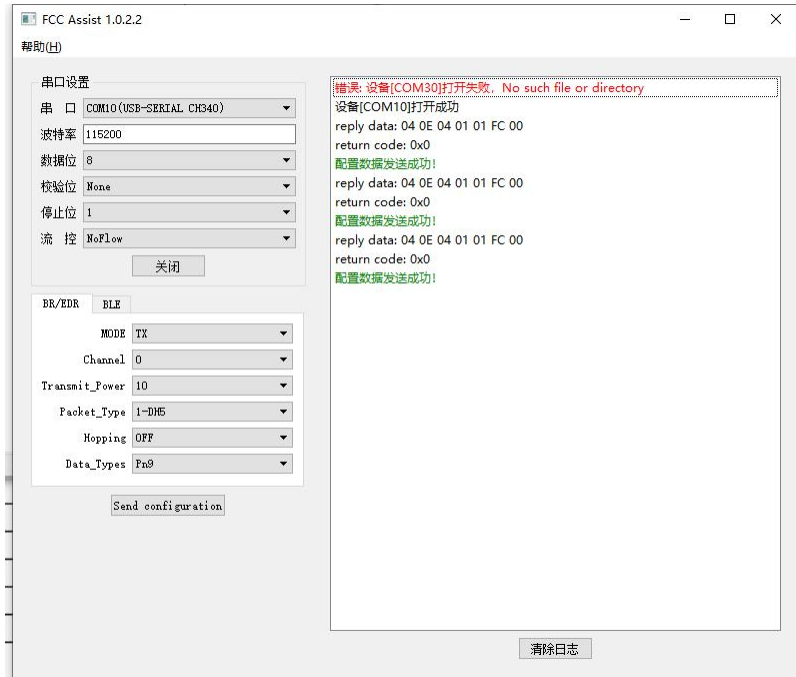 FCC Assist 1.0.2.2
帮助(H)
串口设置
串 口 COM10(USB-SERIAL CH340)
波特率 115200
数据位 8
校验位 None
停止位 1
流 控 NoFlow
关闭
BR/EDR BLE
MODE TX
Channel 0
Transmit_Power 10
Packet_Type 1-DH5
Hopping OFF
Data_Types Pn9
Send configuration
错误: 设备[COM30]打开失败，No such file or directory
设备[COM10]打开成功
reply data: 04 0E 04 01 01 FC 00
return code: 0x0
配置数据发送成功！
reply data: 04 0E 04 01 01 FC 00
return code: 0x0
配置数据发送成功！
reply data: 04 0E 04 01 01 FC 00
return code: 0x0
配置数据发送成功！
清除日志